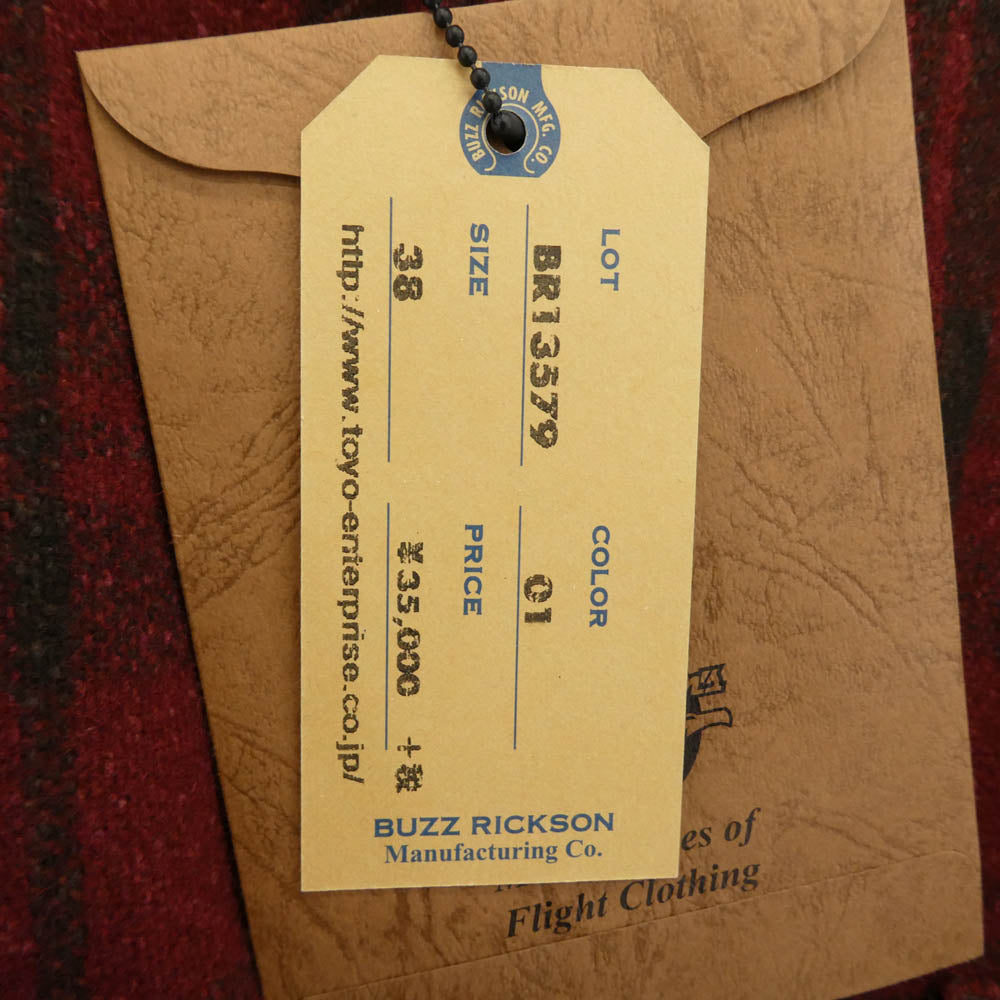 BUZZ RICKSON MFG. CO.
LOT
BR13579
COLOR
01
SIZE
38
PRICE
¥35,000 +税
http://www.toyo-enterprise.co.jp/
BUZZ RICKSON
Manufacturing Co.
es of
Flight Clothing